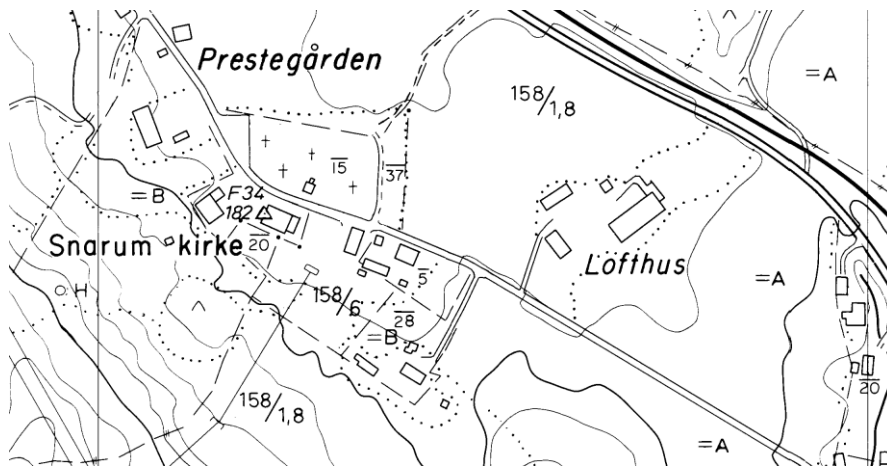 Prestegården
=A
158/1,8
15
37
=B
F34
182
20
Snarum kirke
Lofthus
=A
5
H
158/6
28
=B
20
158/1,8
=A